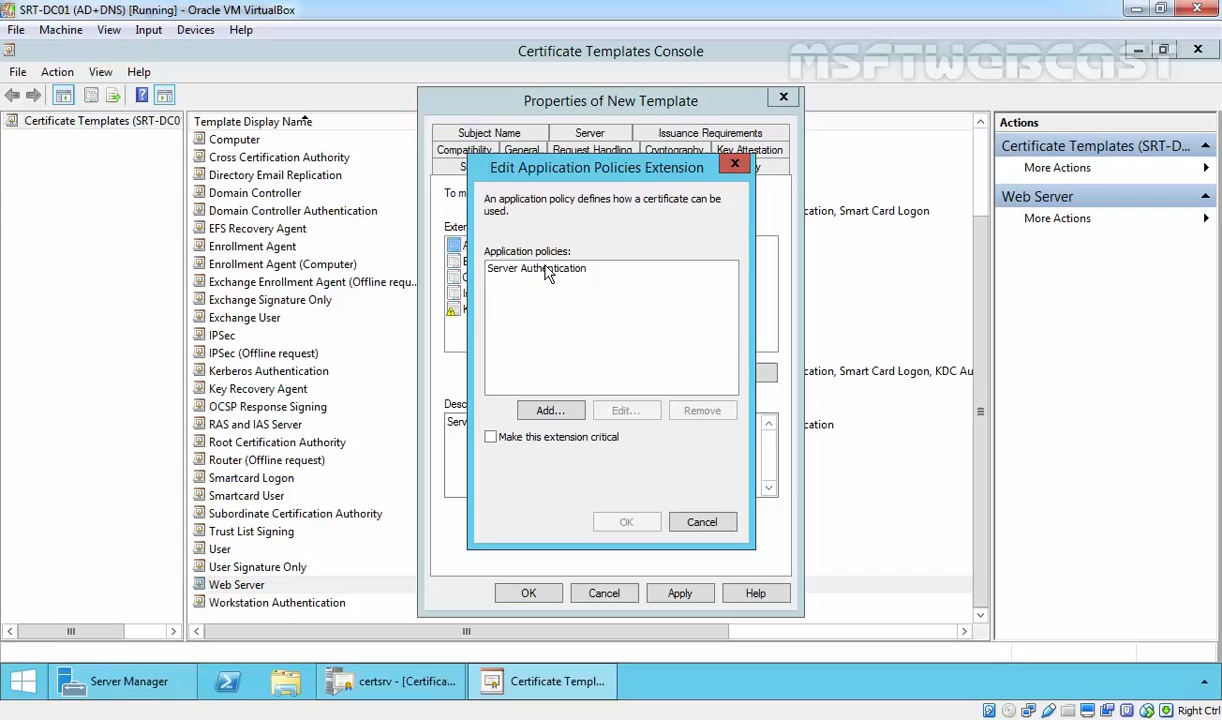 SRT-DC01 (AD+DNS) [Running] - Oracle VM VirtualBox
File Machine View Input Devices Help
Certificate Templates Console
MSFTWEBCAST
File Action View Help
Certificate Templates (SRT-DC0
Template Display Name
Computer
Cross Certification Authority
Directory Email Replication
Domain Controller
Domain Controller Authentication
EFS Recovery Agent
Enrollment Agent
Enrollment Agent (Computer)
Exchange Enrollment Agent (Offline requ...
Exchange Signature Only
Exchange User
IPSec
IPSec (Offline request)
Kerberos Authentication
Key Recovery Agent
OCSP Response Signing
RAS and IAS Server
Root Certification Authority
Router (Offline request)
Smartcard Logon
Smartcard User
Subordinate Certification Authority
Trust List Signing
User
User Signature Only
Web Server
Workstation Authentication
Properties of New Template
Subject Name Server Issuance Requirements
Compatibility General Request Handling Cryptography Key Attestation
S y
To m
Exten
Desc
Serv
OK Cancel Apply Help
Edit Application Policies Extension
An application policy defines how a certificate can be
used.
Application policies:
Server Authentication
Add... Edit... Remove
Make this extension critical
OK Cancel
cation, Smart Card Logon
cation, Smart Card Logon, KDC Au
cation
Actions
Certificate Templates (SRT-D...
More Actions
Web Server
More Actions
Server Manager
certsrv - [Certifica...
Certificate Templ...
Right Ctrl